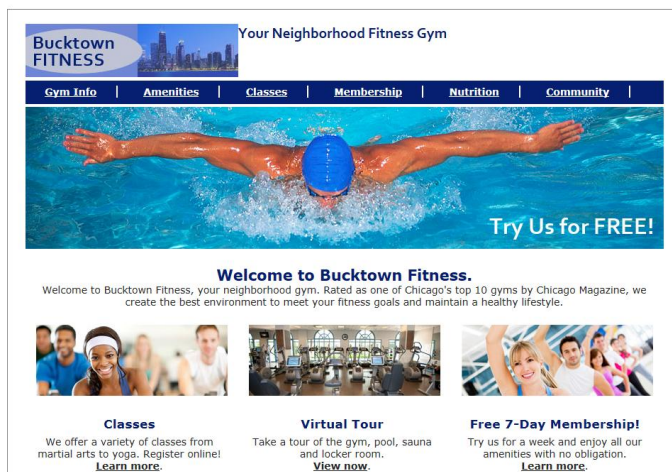 Bucktown
FITNESS
Your Neighborhood Fitness Gym
Gym Info | Amenities | Classes | Membership | Nutrition | Community |
Try Us for FREE!
Welcome to Bucktown Fitness.
Welcome to Bucktown Fitness, your neighborhood gym. Rated as one of Chicago's top 10 gyms by Chicago Magazine, we
create the best environment to meet your fitness goals and maintain a healthy lifestyle.
Classes
We offer a variety of classes from
martial arts to yoga. Register online!
Learn more.
Virtual Tour
Take a tour of the gym, pool, sauna
and locker room.
View now.
Free 7-Day Membership!
Try us for a week and enjoy all our
amenities with no obligation.
Learn more.